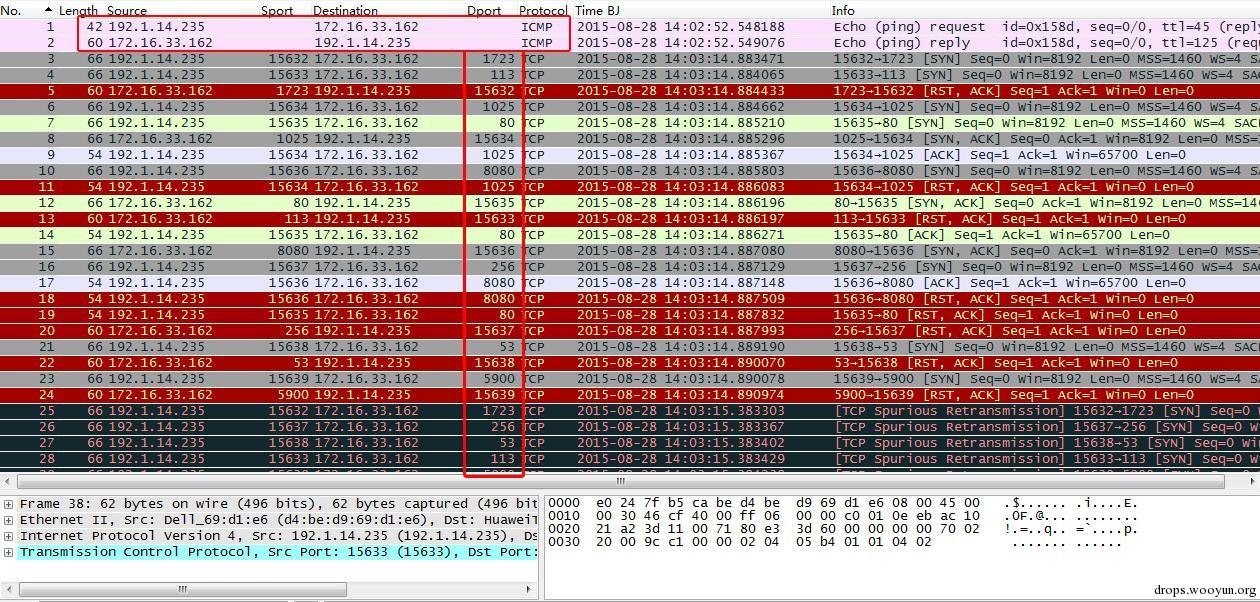 No. Length Source Sport Destination Dport Protocol Time BJ Info
1 42 192.1.14.235 172.16.33.162 ICMP 2015-08-28 14:02:52.548188 Echo (ping) request id=0x158d, seq=0/0, ttl=45 (repl
2 60 172.16.33.162 192.1.14.235 ICMP 2015-08-28 14:02:52.549076 Echo (ping) reply id=0x158d, seq=0/0, ttl=125 (req
3 66 192.1.14.235 15632 172.16.33.162 1723 TCP 2015-08-28 14:03:14.883471 15632→1723 [SYN] Seq=0 Win=8192 Len=0 MSS=1460 WS=4 SA
4 66 192.1.14.235 15633 172.16.33.162 113 TCP 2015-08-28 14:03:14.884065 15633→113 [SYN] Seq=0 Win=8192 Len=0 MSS=1460 WS=4 SAC
5 60 172.16.33.162 1723 192.1.14.235 15632 TCP 2015-08-28 14:03:14.884433 1723→15632 [RST, ACK] Seq=1 Ack=1 Win=0 Len=0
6 66 192.1.14.235 15634 172.16.33.162 1025 TCP 2015-08-28 14:03:14.884662 15634→1025 [SYN] Seq=0 Win=8192 Len=0 MSS=1460 WS=4 SA
7 66 192.1.14.235 15635 172.16.33.162 80 TCP 2015-08-28 14:03:14.885210 15635→80 [SYN] Seq=0 Win=8192 Len=0 MSS=1460 WS=4 SACK
8 66 172.16.33.162 1025 192.1.14.235 15634 TCP 2015-08-28 14:03:14.885296 1025→15634 [SYN, ACK] Seq=0 Ack=1 Win=8192 Len=0 MSS=1
9 54 192.1.14.235 15634 172.16.33.162 1025 TCP 2015-08-28 14:03:14.885367 15634→1025 [ACK] Seq=1 Ack=1 Win=65700 Len=0
10 66 192.1.14.235 15636 172.16.33.162 8080 TCP 2015-08-28 14:03:14.885803 15636→8080 [SYN] Seq=0 Win=8192 Len=0 MSS=1460 WS=4 SA
11 54 192.1.14.235 15634 172.16.33.162 1025 TCP 2015-08-28 14:03:14.886083 15634→1025 [RST, ACK] Seq=1 Ack=1 Win=0 Len=0
12 66 172.16.33.162 80 192.1.14.235 15635 TCP 2015-08-28 14:03:14.886196 80→15635 [SYN, ACK] Seq=0 Ack=1 Win=8192 Len=0 MSS=146
13 60 172.16.33.162 113 192.1.14.235 15633 TCP 2015-08-28 14:03:14.886197 113→15633 [RST, ACK] Seq=1 Ack=1 Win=0 Len=0
14 54 192.1.14.235 15635 172.16.33.162 80 TCP 2015-08-28 14:03:14.886271 15635→80 [ACK] Seq=1 Ack=1 Win=65700 Len=0
15 66 172.16.33.162 8080 192.1.14.235 15636 TCP 2015-08-28 14:03:14.887080 8080→15636 [SYN, ACK] Seq=0 Ack=1 Win=8192 Len=0 MSS=1
16 66 192.1.14.235 15637 172.16.33.162 256 TCP 2015-08-28 14:03:14.887129 15637→256 [SYN] Seq=0 Win=8192 Len=0 MSS=1460 WS=4 SAC
17 54 192.1.14.235 15636 172.16.33.162 8080 TCP 2015-08-28 14:03:14.887148 15636→8080 [ACK] Seq=1 Ack=1 Win=65700 Len=0
18 54 192.1.14.235 15636 172.16.33.162 8080 TCP 2015-08-28 14:03:14.887509 15636→8080 [RST, ACK] Seq=1 Ack=1 Win=0 Len=0
19 54 192.1.14.235 15635 172.16.33.162 80 TCP 2015-08-28 14:03:14.887832 15635→80 [RST, ACK] Seq=1 Ack=1 Win=0 Len=0
20 60 172.16.33.162 256 192.1.14.235 15637 TCP 2015-08-28 14:03:14.887993 256→15637 [RST, ACK] Seq=1 Ack=1 Win=0 Len=0
21 66 192.1.14.235 15638 172.16.33.162 53 TCP 2015-08-28 14:03:14.889190 15638→53 [SYN] Seq=0 Win=8192 Len=0 MSS=1460 WS=4 SACK
22 60 172.16.33.162 53 192.1.14.235 15638 TCP 2015-08-28 14:03:14.890070 53→15638 [RST, ACK] Seq=1 Ack=1 Win=0 Len=0
23 66 192.1.14.235 15639 172.16.33.162 5900 TCP 2015-08-28 14:03:14.890078 15639→5900 [SYN] Seq=0 Win=8192 Len=0 MSS=1460 WS=4 SA
24 60 172.16.33.162 5900 192.1.14.235 15639 TCP 2015-08-28 14:03:14.890974 5900→15639 [RST, ACK] Seq=1 Ack=1 Win=0 Len=0
25 66 192.1.14.235 15632 172.16.33.162 1723 TCP 2015-08-28 14:03:15.383303 [TCP Spurious Retransmission] 15632→1723 [SYN] Seq=0 W
26 66 192.1.14.235 15637 172.16.33.162 256 TCP 2015-08-28 14:03:15.383367 [TCP Spurious Retransmission] 15637→256 [SYN] Seq=0 Wi
27 66 192.1.14.235 15638 172.16.33.162 53 TCP 2015-08-28 14:03:15.383402 [TCP Spurious Retransmission] 15638→53 [SYN] Seq=0 Win
28 66 192.1.14.235 15633 172.16.33.162 113 TCP 2015-08-28 14:03:15.383429 [TCP Spurious Retransmission] 15633→113 [SYN] Seq=0 Wi
Frame 38: 62 bytes on wire (496 bits), 62 bytes captured (496 bit
Ethernet II, Src: Dell_69:d1:e6 (d4:be:d9:69:d1:e6), Dst: HuaweiT
Internet Protocol Version 4, Src: 192.1.14.235 (192.1.14.235), Ds
Transmission Control Protocol, Src Port: 15633 (15633), Dst Port:
0000 e0 24 7f b5 ca be d4 be d9 69 d1 e6 08 00 45 00 .$...... .i....E.
0010 00 30 46 cf 40 00 ff 06 00 00 c0 01 0e eb ac 10 .0F.@... ........
0020 21 a2 3d 11 00 71 80 e3 3d 60 00 00 00 00 70 02 !.=..q.. =`....p.
0030 20 00 9c c1 00 00 02 04 05 b4 01 01 04 02 ....... ......
drops.wooyun.org